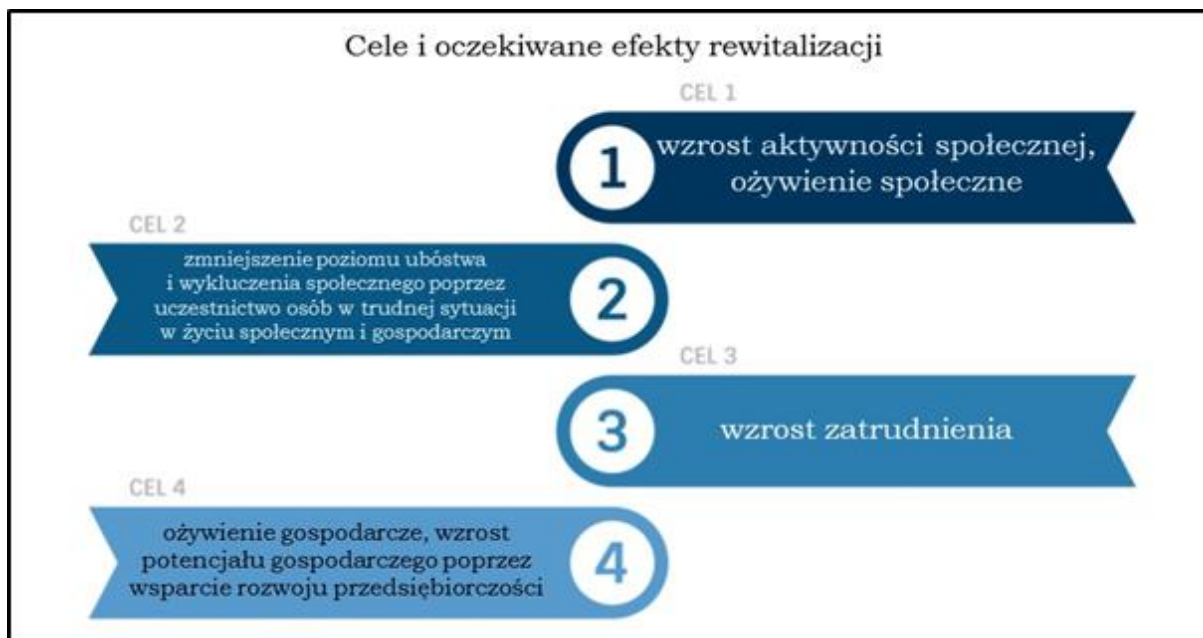 Cele i oczekiwane efekty rewitalizacji
CEL 1
1
wzrost aktywności społecznej,
ożywienie społeczne
CEL 2
zmniejszenie poziomu ubóstwa
i wykluczenia społecznego poprzez
uczestnictwo osób w trudnej sytuacji
w życiu społecznym i gospodarczym
2
CEL 3
3
wzrost zatrudnienia
CEL 4
ożywienie gospodarcze, wzrost
potencjału gospodarczego poprzez
wsparcie rozwoju przedsiębiorczości
4